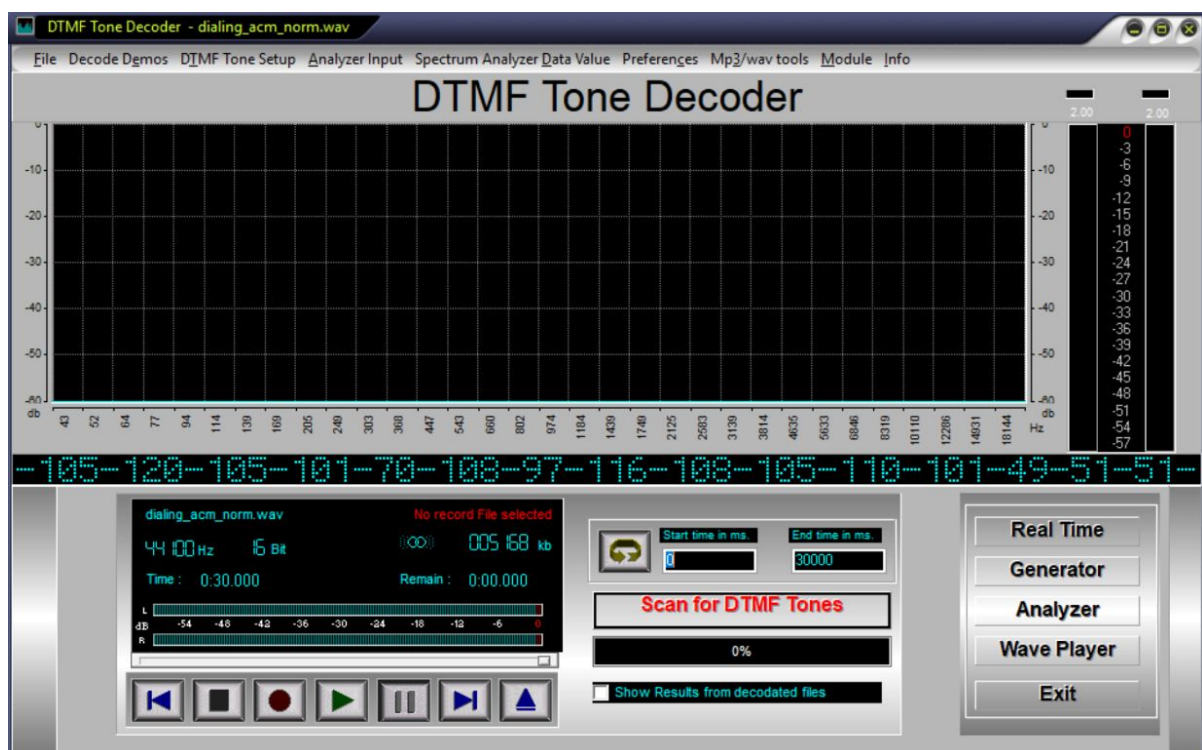 DTMF Tone Decoder - dialing_acm_norm.wav
File Decode Demos DTMF Tone Setup Analyzer Input Spectrum Analyzer Data Value Preferences Mp3/wav tools Module Info
DTMF Tone Decoder
2.00 2.00
0 0 0
-3
-6
-10 -10 -9
-12
-15
-20 -20 -18
-21
-24
-30 -30 -27
-30
-33
-40 -40 -36
-39
-42
-50 -50 -45
-48
-60 -60 -51
-54
-57
db 43 52 64 77 94 114 139 169 205 249 303 368 447 543 660 802 974 1184 1439 1749 2125 2583 3139 3814 4635 5633 6846 8319 10110 12286 14931 18144 db
Hz
-105-120-105-101-70-108-97-116-108-105-110-101-49-51-51-
dialing_acm_norm.wav No record File selected
44100 Hz 16 Bit 005168 kb
Time : 0:30.000 Remain : 0:00.000
L
dB -54 -48 -42 -36 -30 -24 -18 -12 -6 0
R
Start time in ms. End time in ms.
0 30000
Scan for DTMF Tones
0%
Show Results from decodated files
Real Time
Generator
Analyzer
Wave Player
Exit